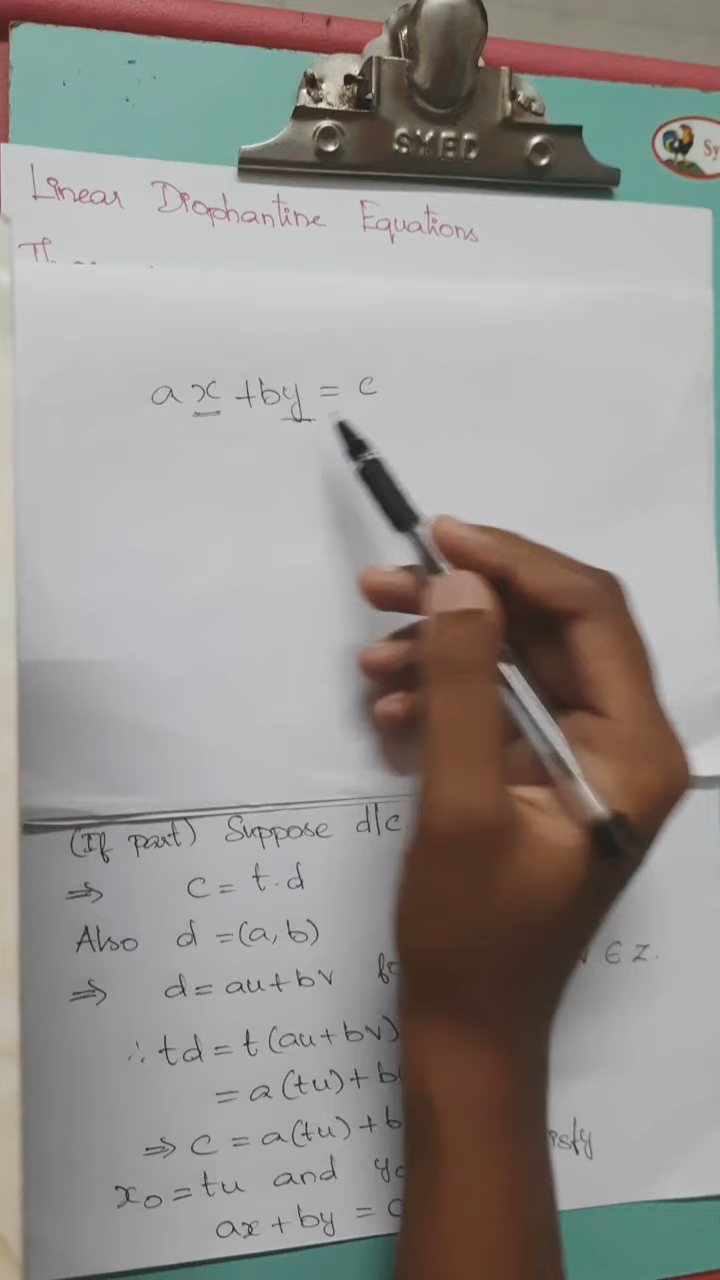 SYED
Sy
Linear Diophantine Equations
ax + by = c
(If part) Suppose d/c
⇒ c = t.d
Also d = (a, b)
⇒ d = au + bv ∈ Z.
∴ td = t(au + bv)
= a(tu) + b
⇒ c = a(tu) + b
x₀ = tu and
ax + by =